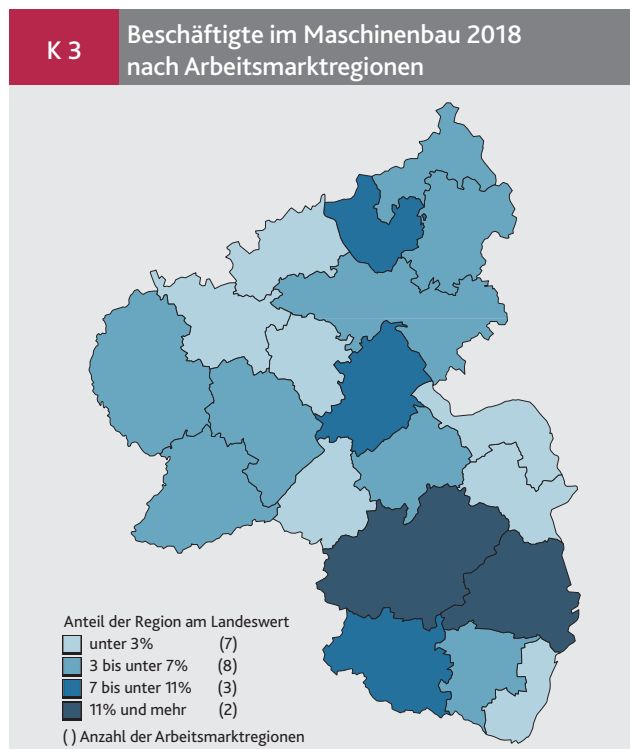 K 3
Beschäftigte im Maschinenbau 2018
nach Arbeitsmarktregionen
Anteil der Region am Landeswert
unter 3% (7)
3 bis unter 7% (8)
7 bis unter 11% (3)
11% und mehr (2)
( ) Anzahl der Arbeitsmarktregionen